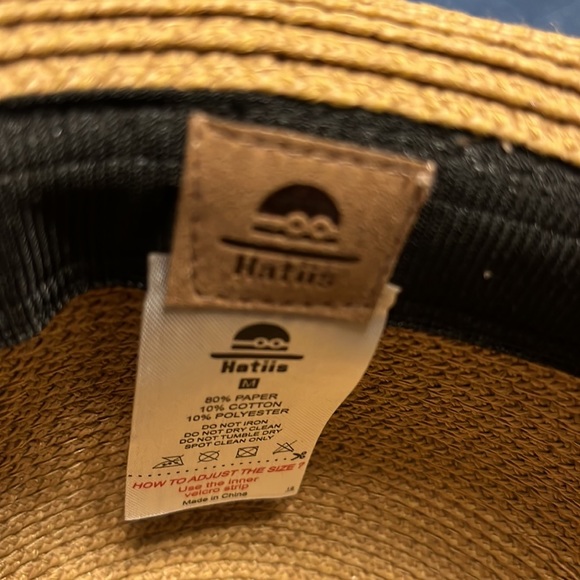 Hatiis
Hatiis
M
80% PAPER
10% COTTON
10% POLYESTER
DO NOT IRON
DO NOT DRY CLEAN
DO NOT TUMBLE DRY
SPOT CLEAN ONLY
HOW TO ADJUST THE SIZE ?
Use the inner
velcro strip
Made in China